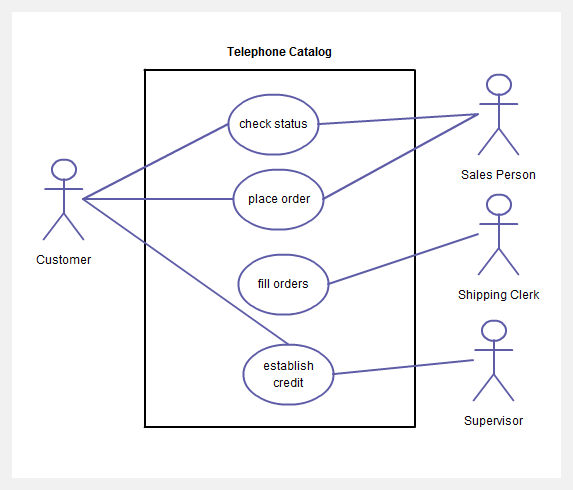 Telephone Catalog
check status
Sales Person
place order
Customer
fill orders
Shipping Clerk
establish
credit
Supervisor